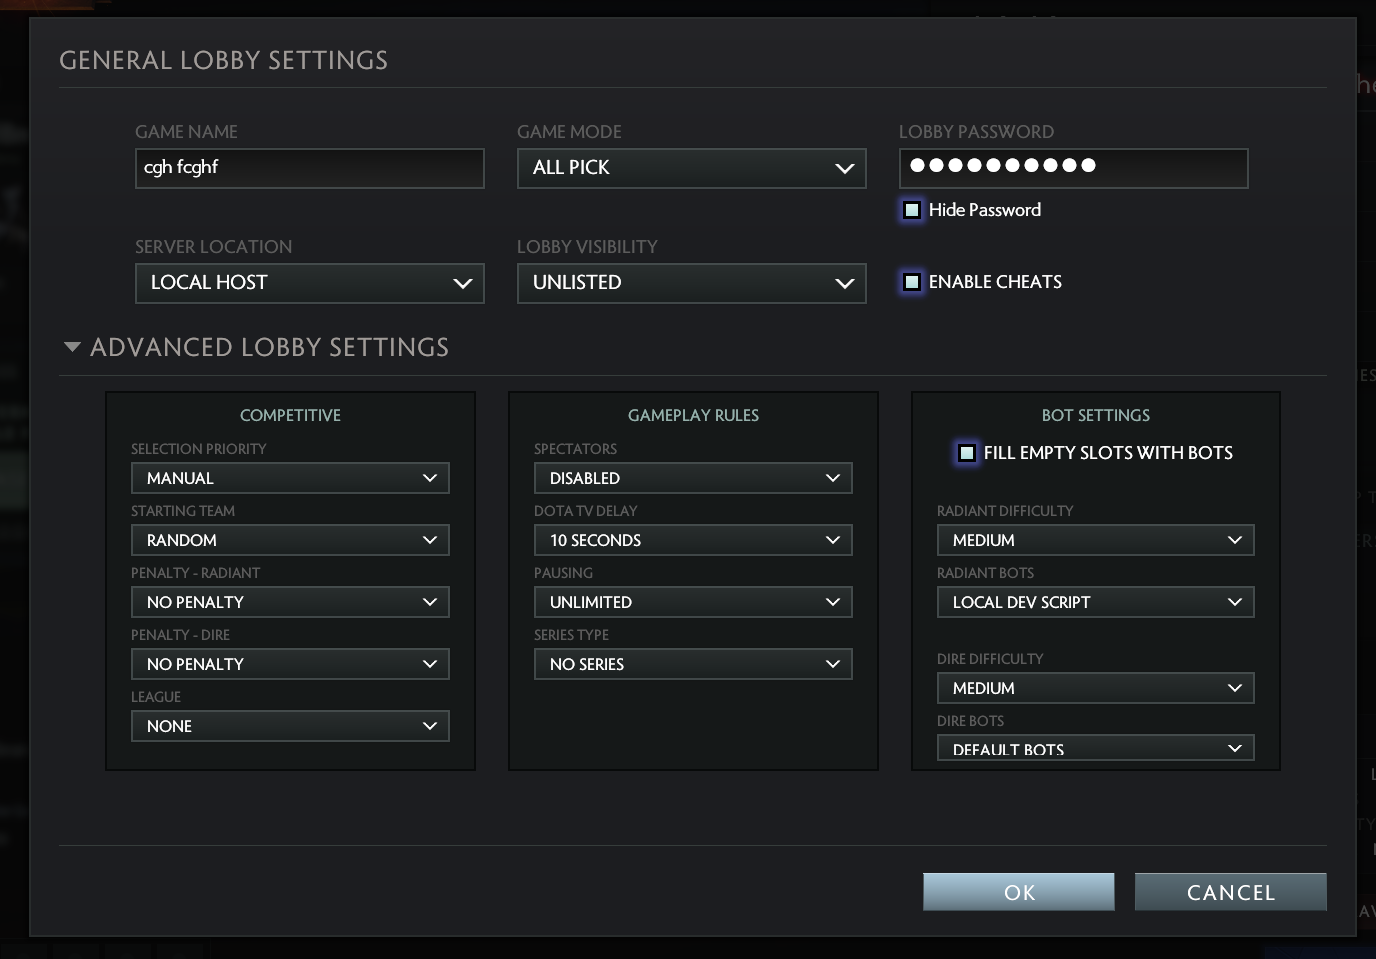 GENERAL LOBBY SETTINGS
GAME NAME
cgh fcghf
GAME MODE
ALL PICK
LOBBY PASSWORD
●●●●●●●●●●
Hide Password
SERVER LOCATION
LOCAL HOST
LOBBY VISIBILITY
UNLISTED
ENABLE CHEATS
ADVANCED LOBBY SETTINGS
COMPETITIVE
SELECTION PRIORITY
MANUAL
STARTING TEAM
RANDOM
PENALTY - RADIANT
NO PENALTY
PENALTY - DIRE
NO PENALTY
LEAGUE
NONE
GAMEPLAY RULES
SPECTATORS
DISABLED
DOTA TV DELAY
10 SECONDS
PAUSING
UNLIMITED
SERIES TYPE
NO SERIES
BOT SETTINGS
FILL EMPTY SLOTS WITH BOTS
RADIANT DIFFICULTY
MEDIUM
RADIANT BOTS
LOCAL DEV SCRIPT
DIRE DIFFICULTY
MEDIUM
DIRE BOTS
DEFAULT BOTS
OK
CANCEL